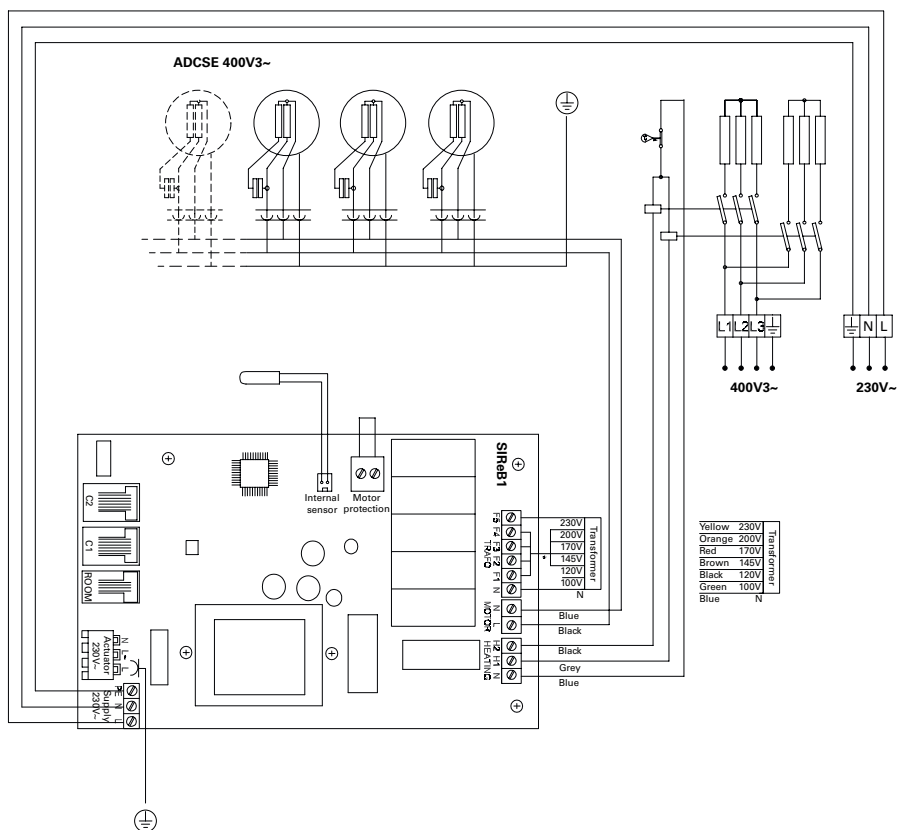 ADCSE 400V3~
L1 L2 L3
N L
400V3~
230V~
SIReB1
Internal sensor
Motor protection
C2
C1
ROOM
Actuator 230V~
N
L-
L
Supply 230V~
PE
N
L
F5
F4
F3
F2
F1
N
TRAFO
230V
200V
170V
145V
120V
100V
N
Transformer
*
N
L
MOTOR
Blue
Black
H2
H1
N
HEATING
Black
Grey
Blue
Yellow 230V
Orange 200V
Red 170V
Brown 145V
Black 120V
Green 100V
Blue N
Transformer